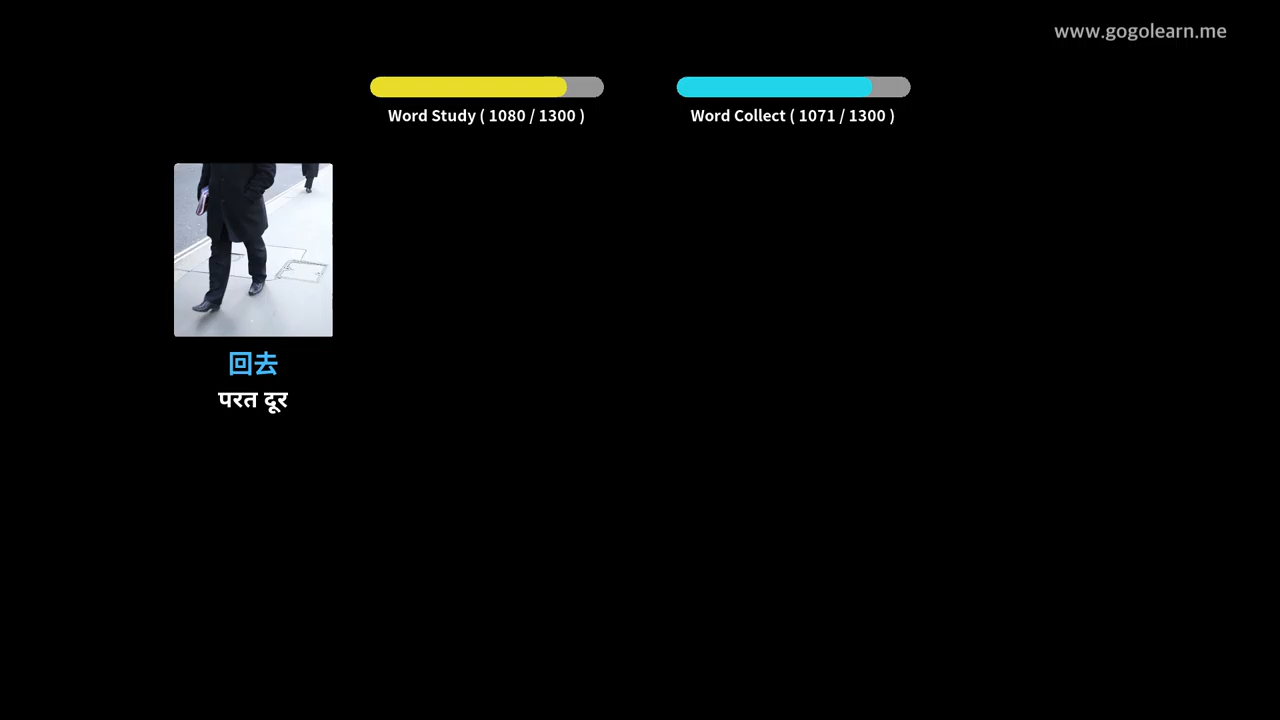 www.gogolearn.me
Word Study ( 1080 / 1300 )
Word Collect ( 1071 / 1300 )
回去
परत दूर